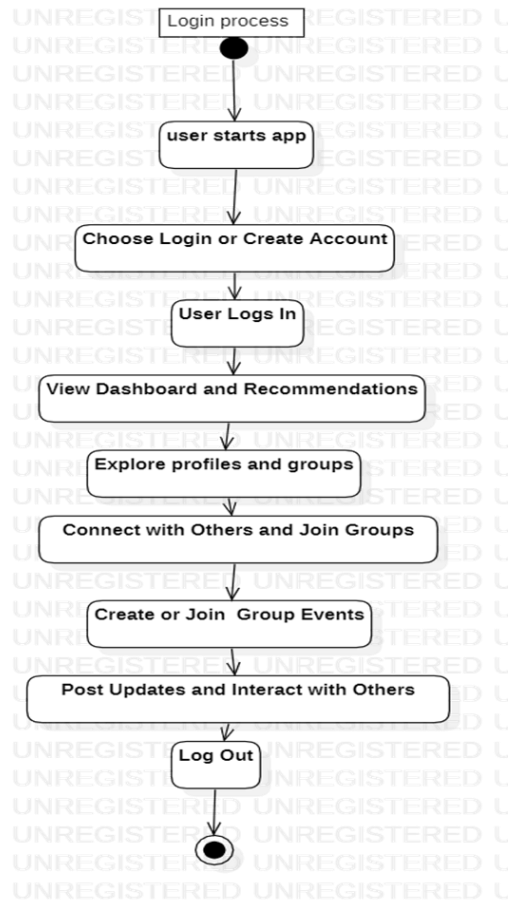 Login process
user starts app
Choose Login or Create Account
User Logs In
View Dashboard and Recommendations
Explore profiles and groups
Connect with Others and Join Groups
Create or Join  Group Events
Post Updates and Interact with Others
Log Out
UNREGISTERED